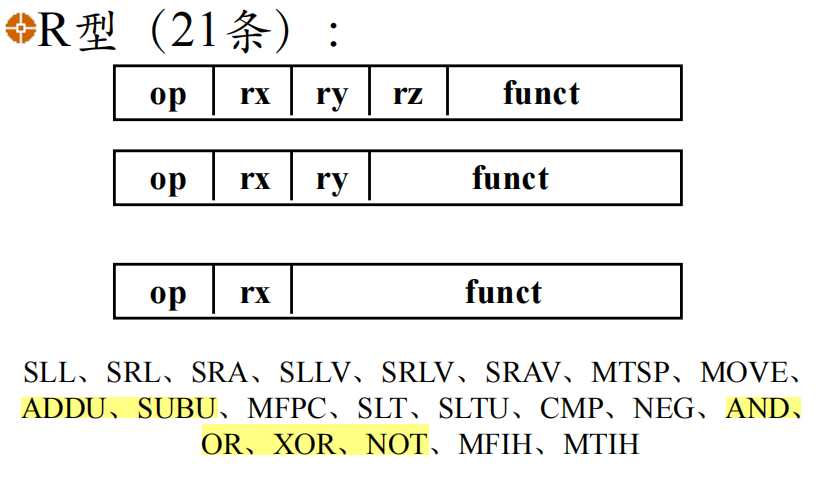 R型（21条）：
op rx ry rz funct
op rx ry funct
op rx funct
SLL、SRL、SRA、SLLV、SRLV、SRAV、MTSP、MOVE、
ADDU、SUBU、MFPC、SLT、SLTU、CMP、NEG、AND、
OR、XOR、NOT、MFIH、MTIH